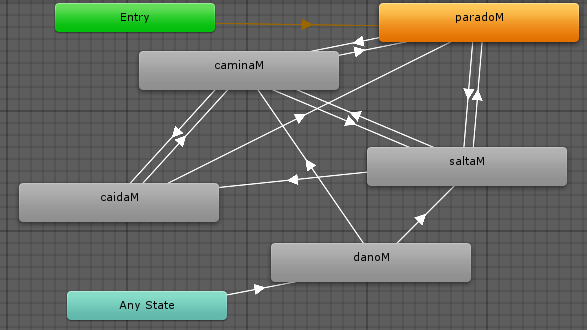 Entry
paradoM
caminaM
saltaM
caidaM
danoM
Any State